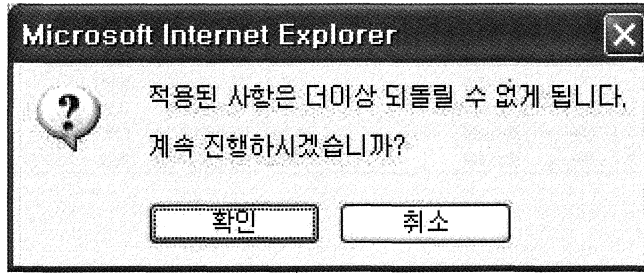 Microsoft Internet Explorer
적용된 사항은 더이상 되돌릴 수 없게 됩니다.
계속 진행하시겠습니까?
확인 취소